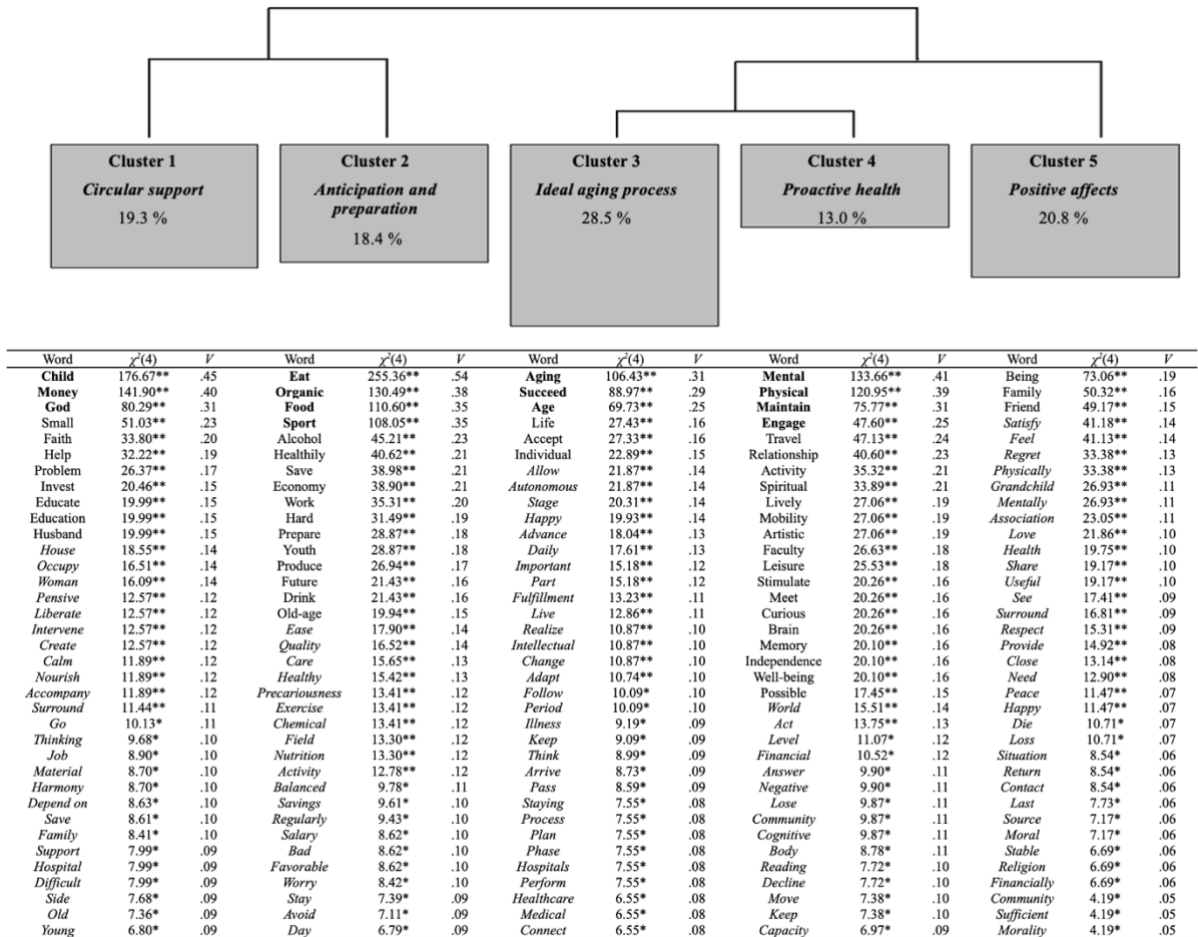 Cluster 1 Cluster 2 Cluster 3 Cluster 4 Cluster 5
Circular support Anticipation and Ideal aging process Proactive health Positive affects
preparation
19.3 % 28.5 % 13.0 % 20.8 %
18.4 %
Word χ²(4) V Word χ²(4) V Word χ²(4) V Word χ²(4) V Word χ²(4) V
Child 176.67** .45 Eat 255.36** .54 Aging 106.43** .31 Mental 133.66** .41 Being 73.06** .19
Money 141.90** .40 Organic 130.49** .38 Succeed 88.97** .29 Physical 120.95** .39 Family 50.32** .16
God 80.29** .31 Food 110.60** .35 Age 69.73** .25 Maintain 75.77** .31 Friend 49.17** .15
Small 51.03** .23 Sport 108.05** .35 Life 27.43** .16 Engage 47.60** .25 Satisfy 41.18** .14
Faith 33.80** .20 Alcohol 45.21** .23 Accept 27.33** .16 Travel 47.13** .24 Feel 41.13** .14
Help 32.22** .19 Healthily 40.62** .21 Individual 22.89** .15 Relationship 40.60** .23 Regret 33.38** .13
Problem 26.37** .17 Save 38.98** .21 Allow 21.87** .14 Activity 35.32** .21 Physically 33.38** .13
Invest 20.46** .15 Economy 38.90** .21 Autonomous 21.87** .14 Spiritual 33.89** .21 Grandchild 26.93** .11
Educate 19.99** .15 Work 35.31** .20 Stage 20.31** .14 Lively 27.06** .19 Mentally 26.93** .11
Education 19.99** .15 Hard 31.49** .19 Happy 19.93** .14 Mobility 27.06** .19 Association 23.05** .11
Husband 19.99** .15 Prepare 28.87** .18 Advance 18.04** .13 Artistic 27.06** .19 Love 21.86** .10
House 18.55** .14 Youth 28.87** .18 Daily 17.61** .13 Faculty 26.63** .18 Health 19.75** .10
Occupy 16.51** .14 Produce 26.94** .17 Important 15.18** .12 Leisure 25.53** .18 Share 19.17** .10
Woman 16.09** .14 Future 21.43** .16 Part 15.18** .12 Stimulate 20.26** .16 Useful 19.17** .10
Pensive 12.57** .12 Drink 21.43** .16 Fulfillment 13.23** .11 Meet 20.26** .16 See 17.41** .09
Liberate 12.57** .12 Old-age 19.94** .15 Live 12.86** .11 Curious 20.26** .16 Surround 16.81** .09
Intervene 12.57** .12 Ease 17.90** .14 Realize 10.87** .10 Brain 20.26** .16 Respect 15.31** .09
Create 12.57** .12 Quality 16.52** .14 Intellectual 10.87** .10 Memory 20.10** .16 Provide 14.92** .08
Calm 11.89** .12 Care 15.65** .13 Change 10.87** .10 Independence 20.10** .16 Close 13.14** .08
Nourish 11.89** .12 Healthy 15.42** .13 Adapt 10.74** .10 Well-being 20.10** .16 Need 12.90** .08
Accompany 11.89** .12 Precariousness 13.41** .12 Follow 10.09* .10 Possible 17.45** .15 Peace 11.47** .07
Surround 11.44** .11 Exercise 13.41** .12 Period 10.09* .10 World 15.51** .14 Happy 11.47** .07
Go 10.13* .11 Chemical 13.41** .12 Illness 9.19* .09 Act 13.75** .13 Die 10.71* .07
Thinking 9.68* .10 Field 13.30** .12 Keep 9.09* .09 Level 11.07* .12 Loss 10.71* .07
Job 8.90* .10 Nutrition 13.30** .12 Think 8.99* .09 Financial 10.52* .12 Situation 8.54* .06
Material 8.70* .10 Activity 12.78** .12 Arrive 8.73* .09 Answer 9.90* .11 Return 8.54* .06
Harmony 8.70* .10 Balanced 9.78* .11 Pass 8.59* .09 Negative 9.90* .11 Contact 8.54* .06
Depend on 8.63* .10 Savings 9.61* .10 Staying 7.55* .08 Lose 9.87* .11 Last 7.73* .06
Save 8.61* .10 Regularly 9.43* .10 Process 7.55* .08 Community 9.87* .11 Source 7.17* .06
Family 8.41* .10 Salary 8.62* .10 Plan 7.55* .08 Cognitive 9.87* .11 Moral 7.17* .06
Support 7.99* .09 Bad 8.62* .10 Phase 7.55* .08 Body 8.78* .11 Stable 6.69* .06
Hospital 7.99* .09 Favorable 8.62* .10 Hospitals 7.55* .08 Reading 7.72* .10 Religion 6.69* .06
Difficult 7.99* .09 Worry 8.42* .10 Perform 7.55* .08 Decline 7.72* .10 Financially 6.69* .06
Side 7.68* .09 Stay 7.39* .09 Healthcare 6.55* .08 Move 7.38* .10 Community 4.19* .05
Old 7.36* .09 Avoid 7.11* .09 Medical 6.55* .08 Keep 7.38* .10 Sufficient 4.19* .05
Young 6.80* .09 Day 6.79* .09 Connect 6.55* .08 Capacity 6.97* .09 Morality 4.19* .05